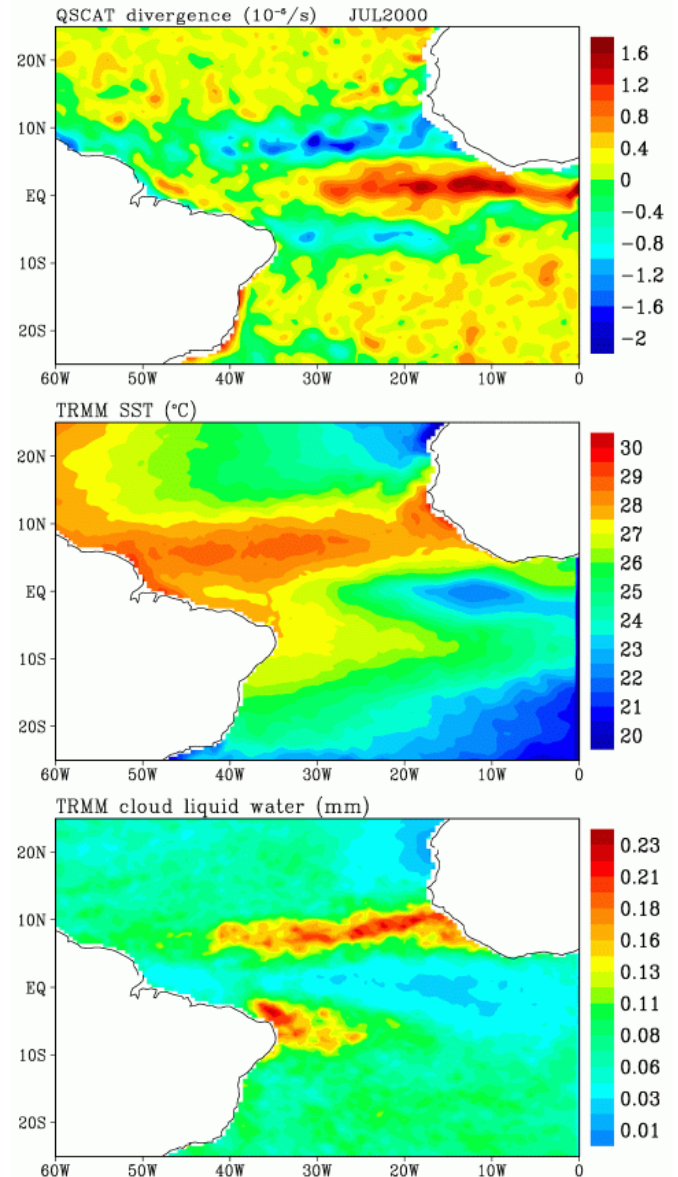 QSCAT divergence (10⁻⁶/s) JUL2000
20N
10N
EQ
10S
20S
60W 50W 40W 30W 20W 10W 0
1.6
1.2
0.8
0.4
0
−0.4
−0.8
−1.2
−1.6
−2
TRMM SST (°C)
20N
10N
EQ
10S
20S
60W 50W 40W 30W 20W 10W 0
30
29
28
27
26
25
24
23
22
21
20
TRMM cloud liquid water (mm)
20N
10N
EQ
10S
20S
60W 50W 40W 30W 20W 10W 0
0.23
0.21
0.18
0.16
0.13
0.11
0.08
0.06
0.03
0.01